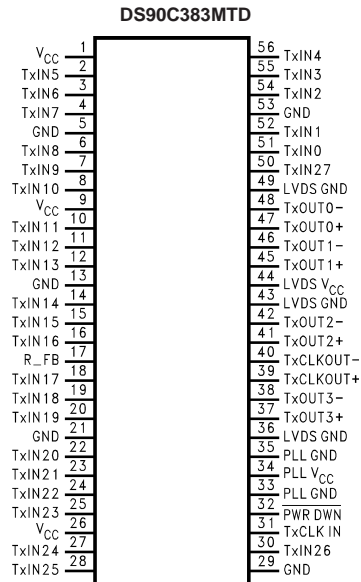 DS90C383MTD
VCC 1 56 TxIN4
TxIN5 2 55 TxIN3
TxIN6 3 54 TxIN2
TxIN7 4 53 GND
GND 5 52 TxIN1
TxIN8 6 51 TxIN0
TxIN9 7 50 TxIN27
TxIN10 8 49 LVDS GND
VCC 9 48 TxOUT0−
TxIN11 10 47 TxOUT0+
TxIN12 11 46 TxOUT1−
TxIN13 12 45 TxOUT1+
GND 13 44 LVDS VCC
TxIN14 14 43 LVDS GND
TxIN15 15 42 TxOUT2−
TxIN16 16 41 TxOUT2+
R_FB 17 40 TxCLKOUT−
TxIN17 18 39 TxCLKOUT+
TxIN18 19 38 TxOUT3−
TxIN19 20 37 TxOUT3+
GND 21 36 LVDS GND
TxIN20 22 35 PLL GND
TxIN21 23 34 PLL VCC
TxIN22 24 33 PLL GND
TxIN23 25 32 PWR DWN
VCC 26 31 TxCLK IN
TxIN24 27 30 TxIN26
TxIN25 28 29 GND